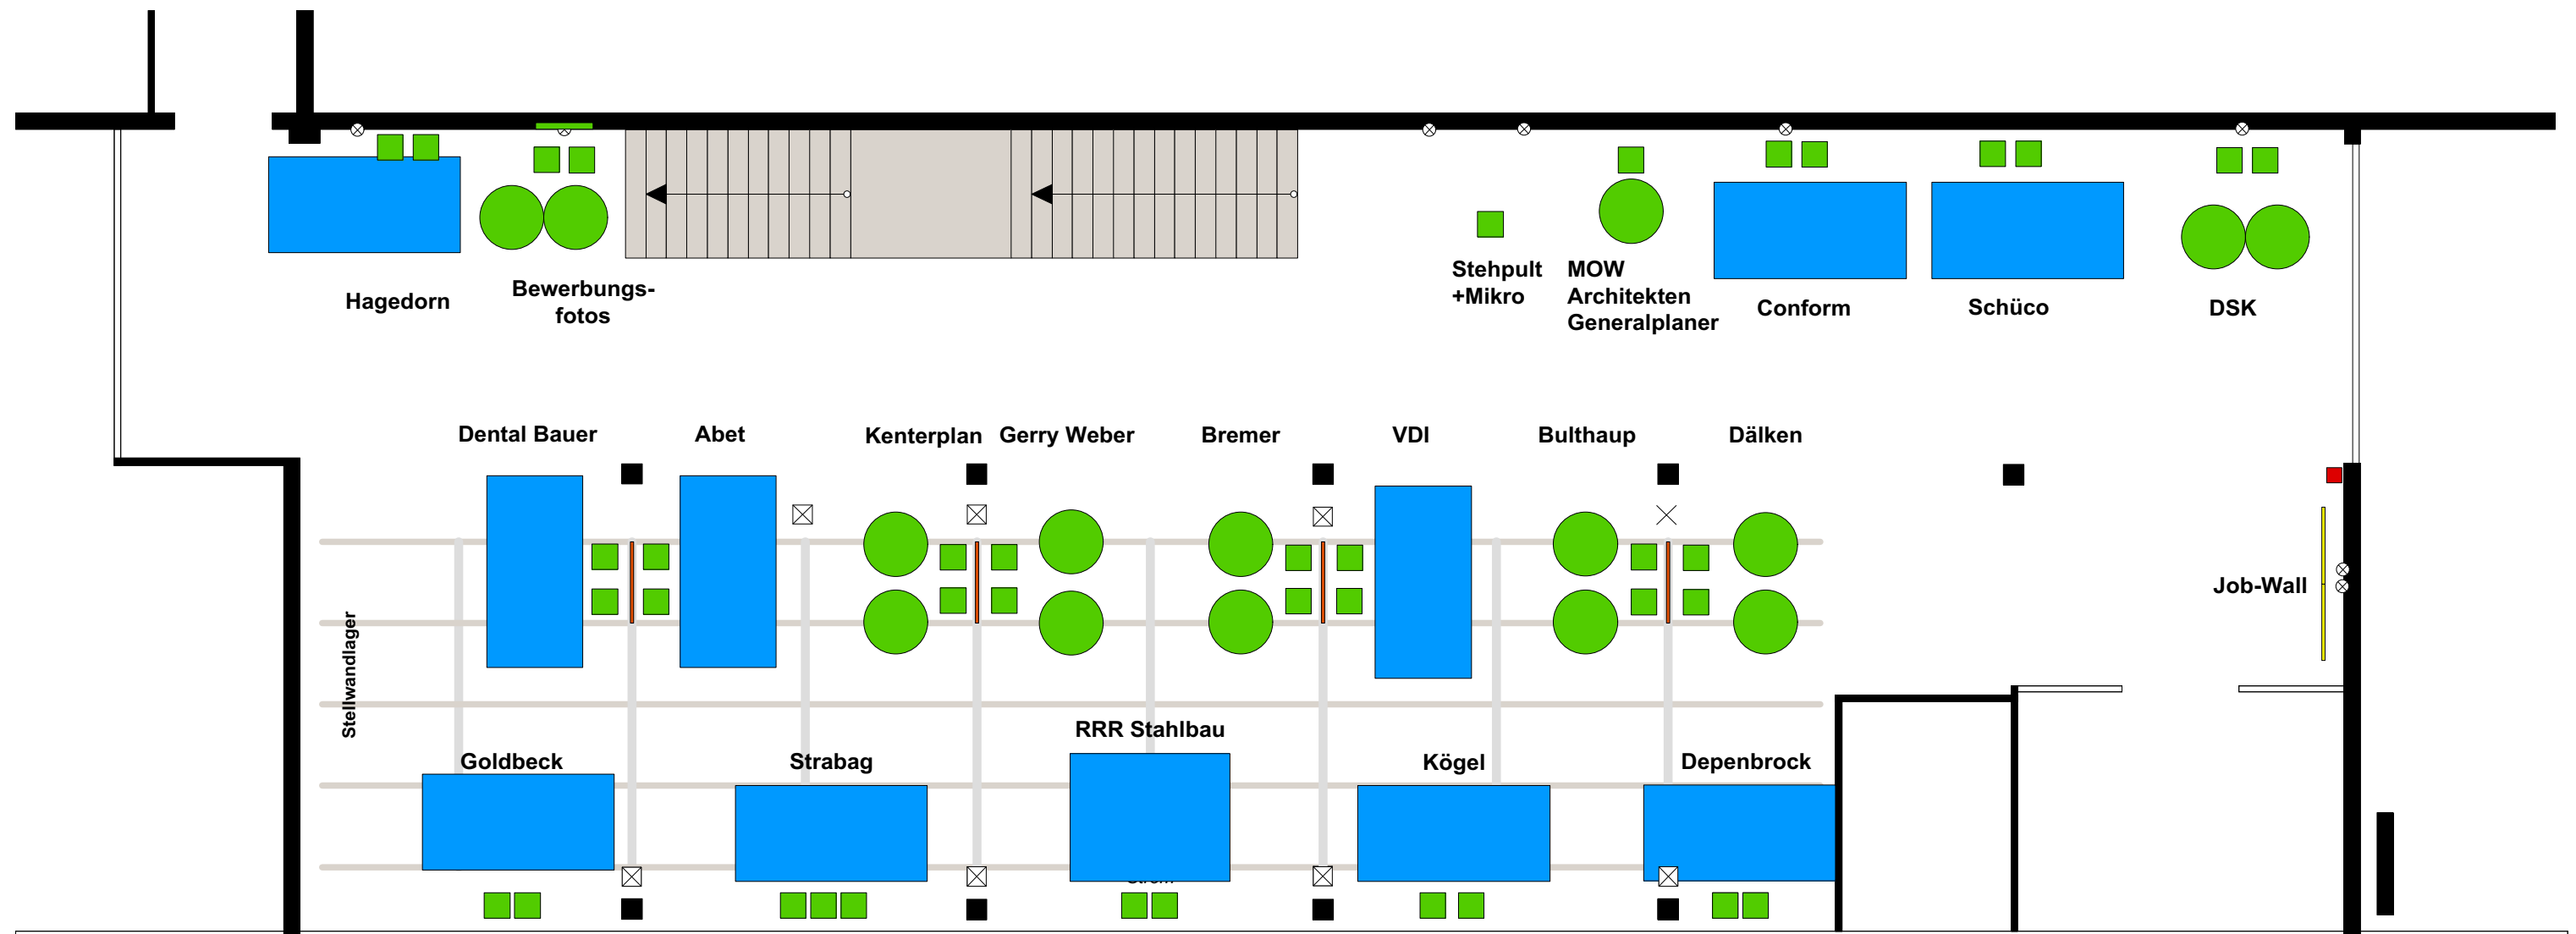 Hagedorn
Bewerbungs-
fotos
Stehpult
+Mikro
MOW
Architekten
Generalplaner
Conform
Schüco
DSK
Dental Bauer
Abet
Kenterplan
Gerry Weber
Bremer
VDI
Bulthaup
Dälken
Job-Wall
Stellwandlager
RRR Stahlbau
Goldbeck
Strabag
Kögel
Depenbrock